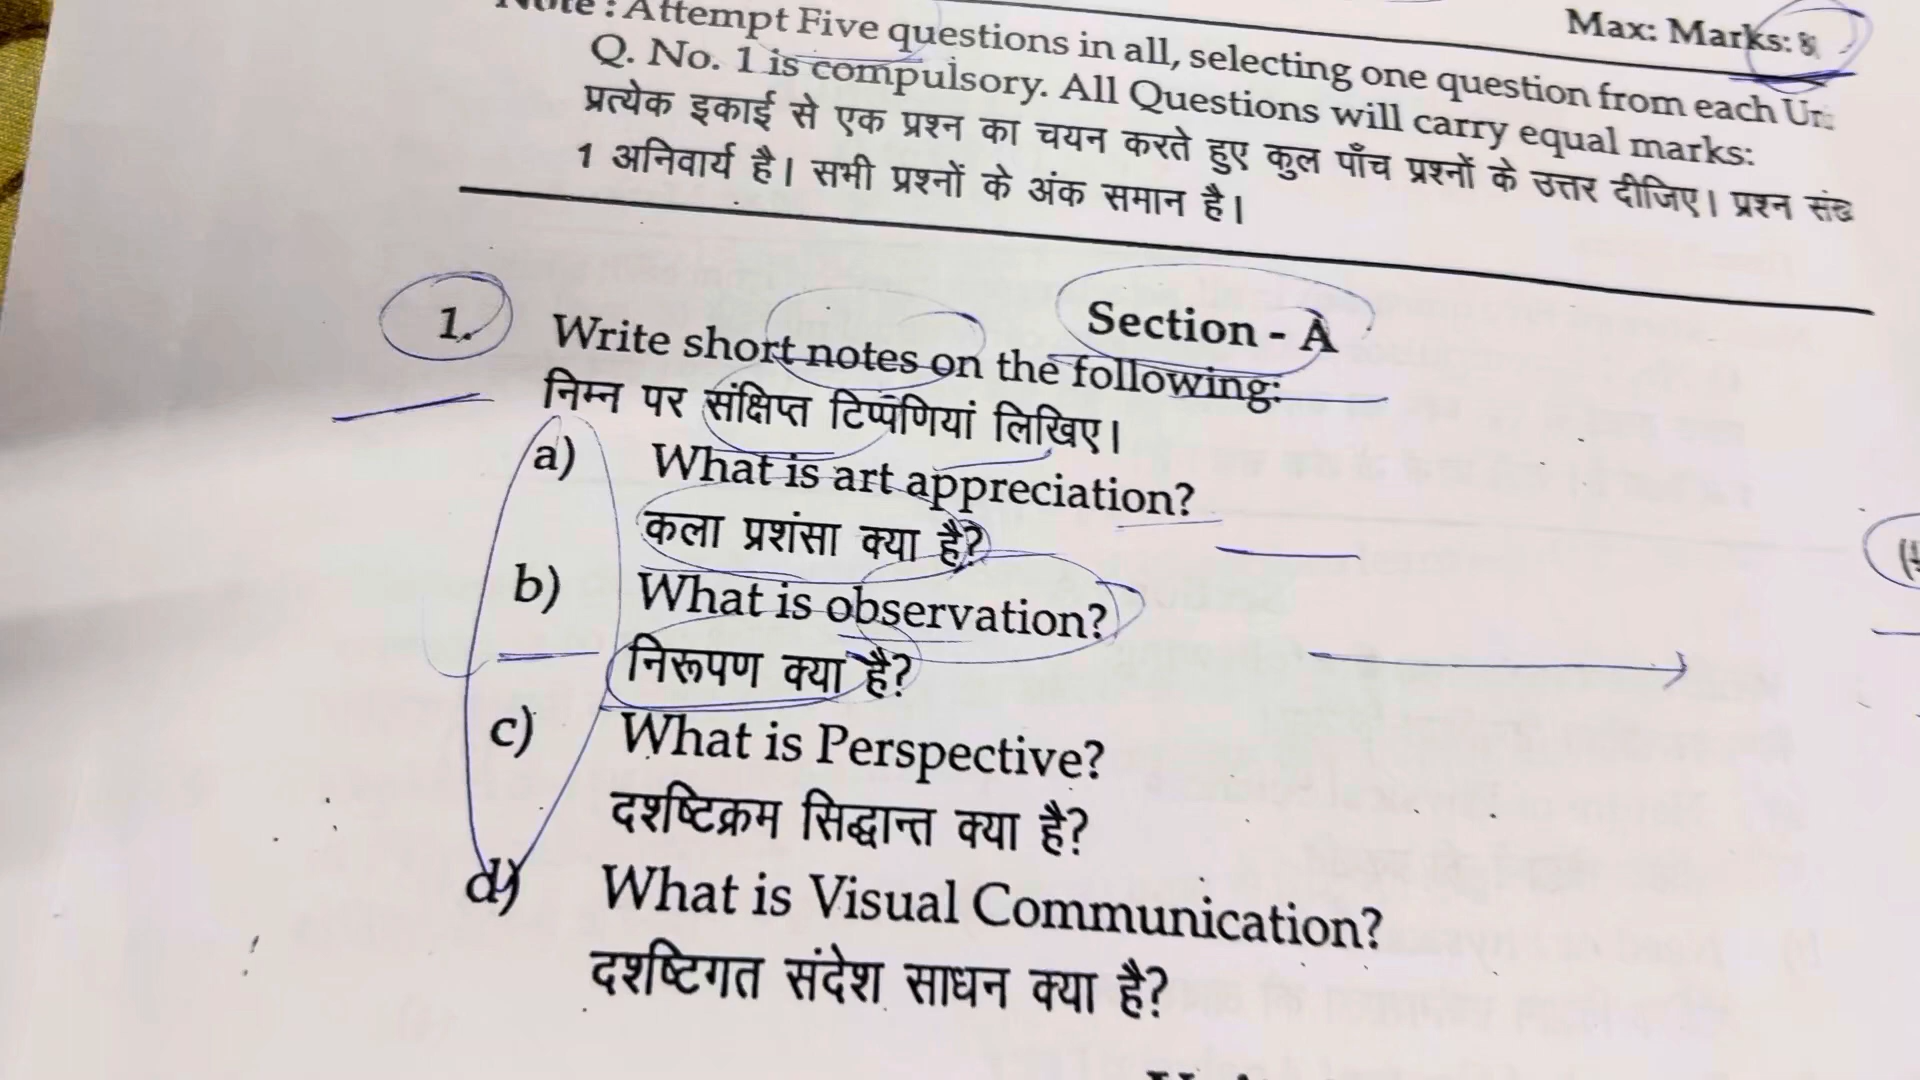 Max: Marks: 8
Note : Attempt Five questions in all, selecting one question from each
Q. No. 1 is compulsory. All Questions will carry equal marks:
प्रत्येक इकाई से एक प्रश्न का चयन करते हुए कुल पाँच प्रश्नों के उत्तर दीजिए। प्रश्न
1 अनिवार्य है। सभी प्रश्नों के अंक समान है।
Section - A
1. Write short notes on the following:
निम्न पर संक्षिप्त टिप्पणियां लिखिए।
a) What is art appreciation?
कला प्रशंसा क्या है?
b) What is observation?
निरूपण क्या है?
c) What is Perspective?
दशष्टिक्रम सिद्धान्त क्या है?
d) What is Visual Communication?
दशष्टिगत संदेश साधन क्या है?